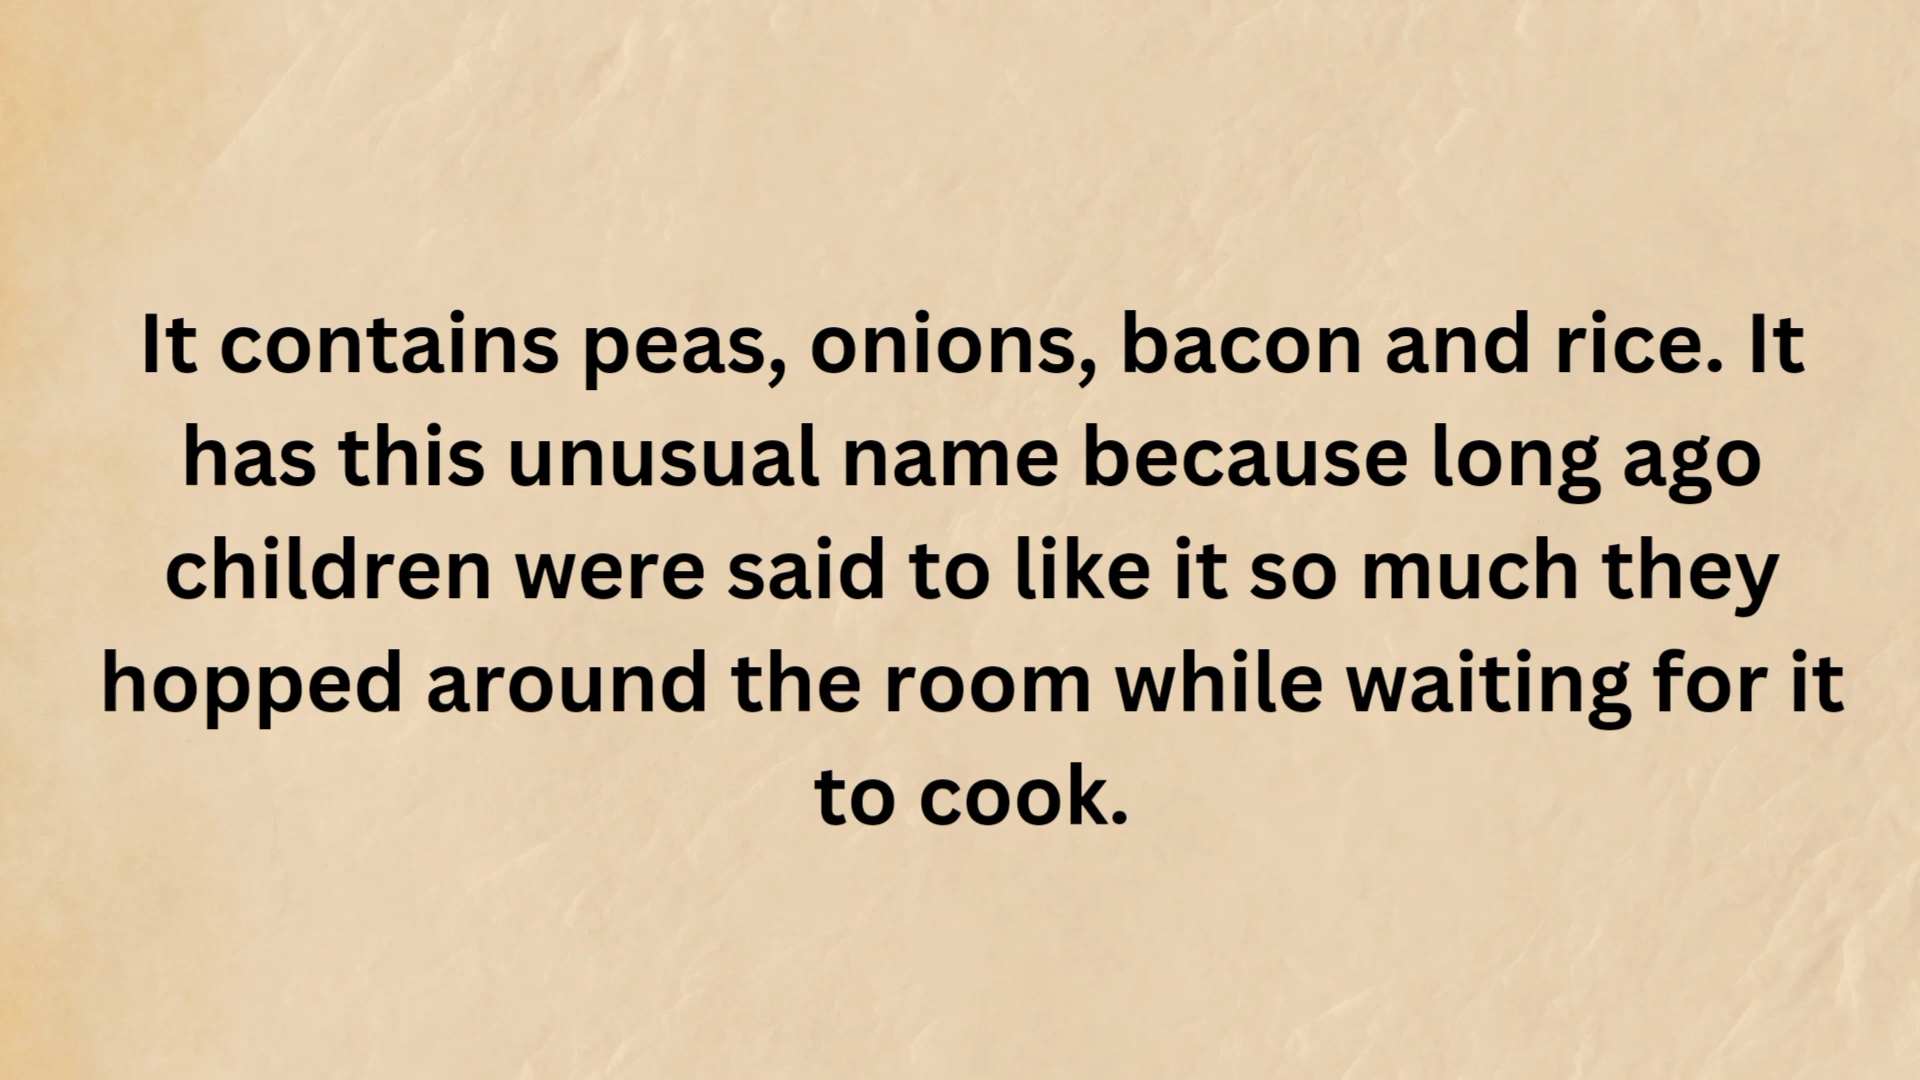 It contains peas, onions, bacon and rice. It
has this unusual name because long ago
children were said to like it so much they
hopped around the room while waiting for it
to cook.